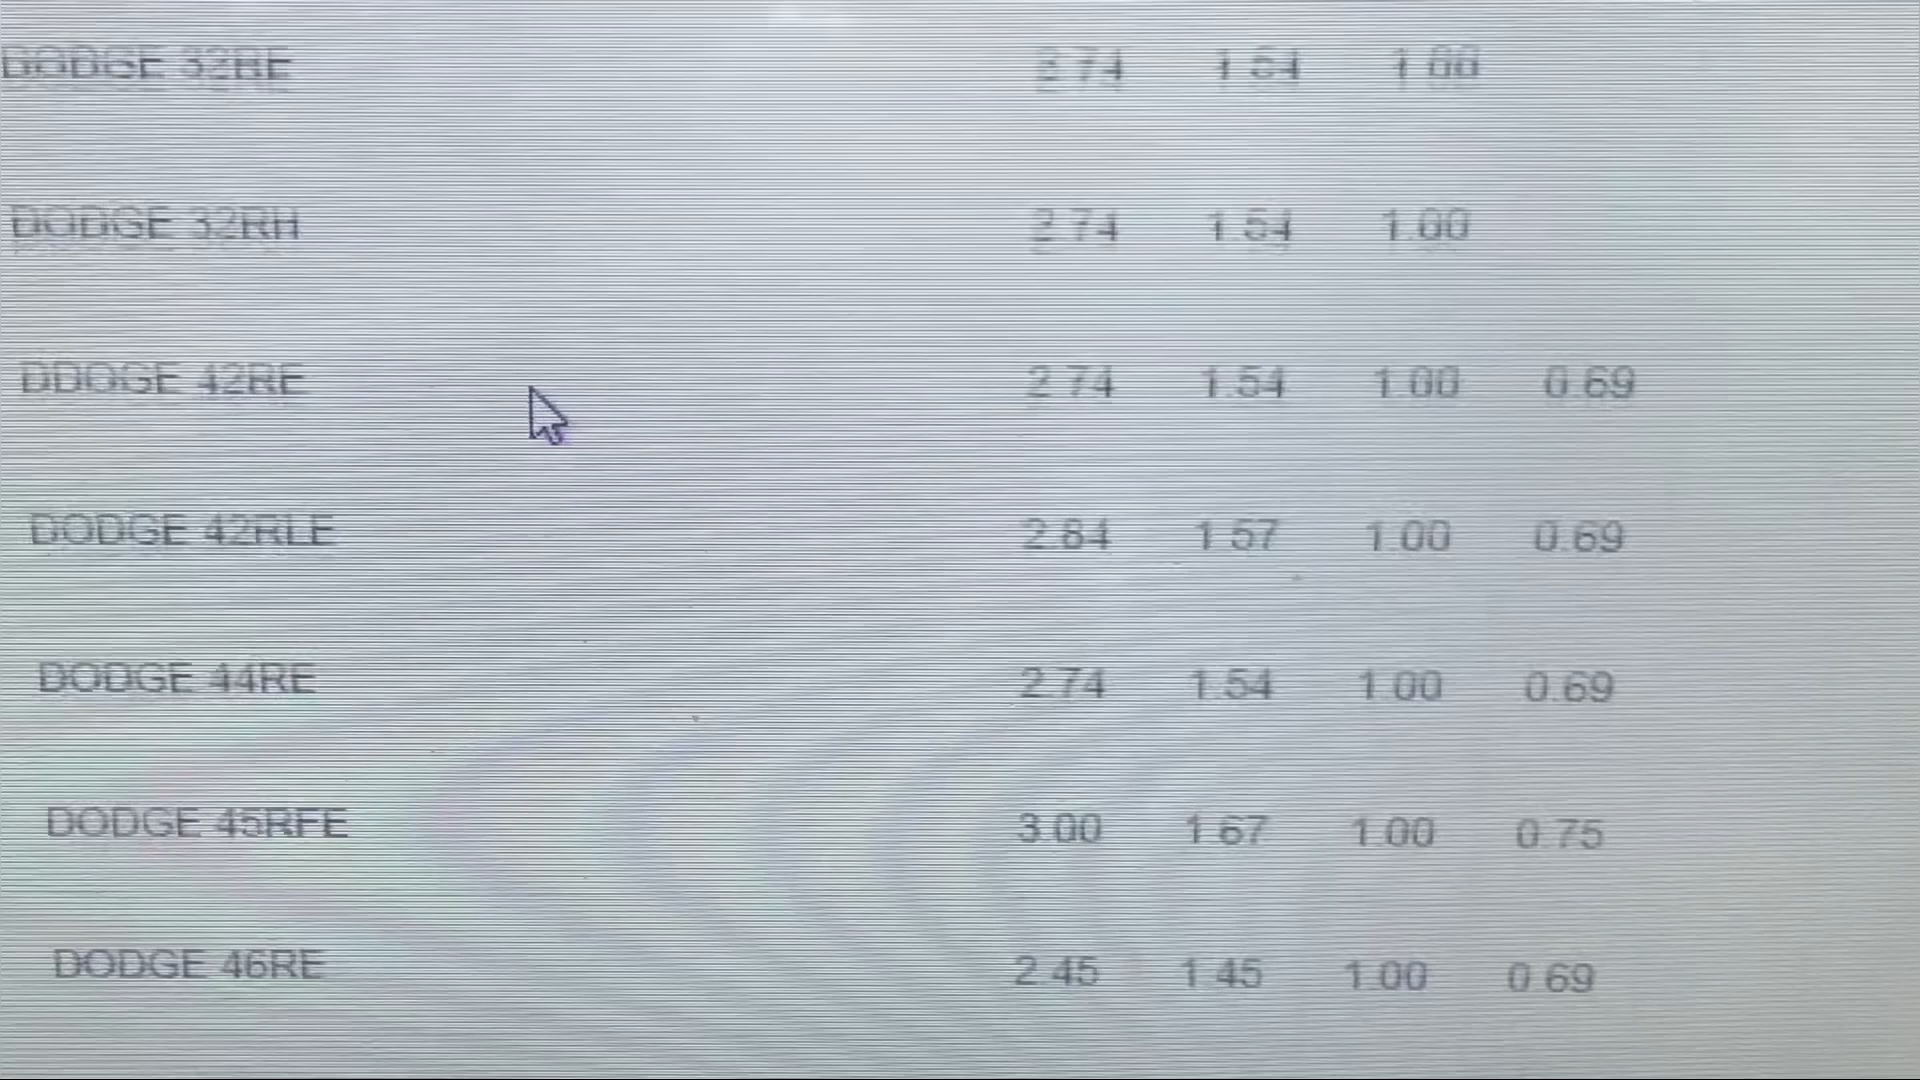 DODGE 32RE 2.74 1.54 1.00
DODGE 32RH 2.74 1.54 1.00
DDOGE 42RE 2.74 1.54 1.00 0.69
DODGE 42RLE 2.84 1.57 1.00 0.69
DODGE 44RE 2.74 1.54 1.00 0.69
DODGE 45RFE 3.00 1.67 1.00 0.75
DODGE 46RE 2.45 1.45 1.00 0.69